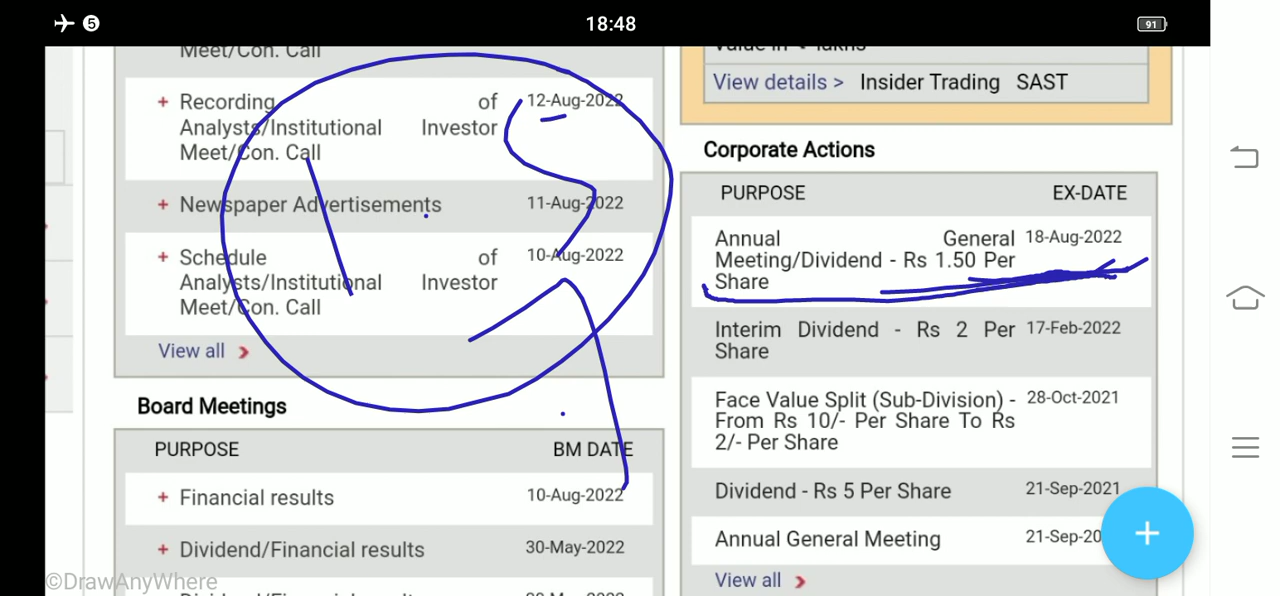 18:48
5
91
Meet/Con. Call
+ Recording of
Analysts/Institutional Investor
Meet/Con. Call
12-Aug-2022
+ Newspaper Advertisements 11-Aug-2022
+ Schedule of
Analysts/Institutional Investor
Meet/Con. Call
10-Aug-2022
View all
Board Meetings
PURPOSE BM DATE
+ Financial results 10-Aug-2022
+ Dividend/Financial results 30-May-2022
©DrawAnyWhere
View details > Insider Trading SAST
Corporate Actions
PURPOSE EX-DATE
Annual General 18-Aug-2022
Meeting/Dividend - Rs 1.50 Per
Share
Interim Dividend - Rs 2 Per 17-Feb-2022
Share
Face Value Split (Sub-Division) - 28-Oct-2021
From Rs 10/- Per Share To Rs
2/- Per Share
Dividend - Rs 5 Per Share 21-Sep-2021
Annual General Meeting 21-Sep-20
View all